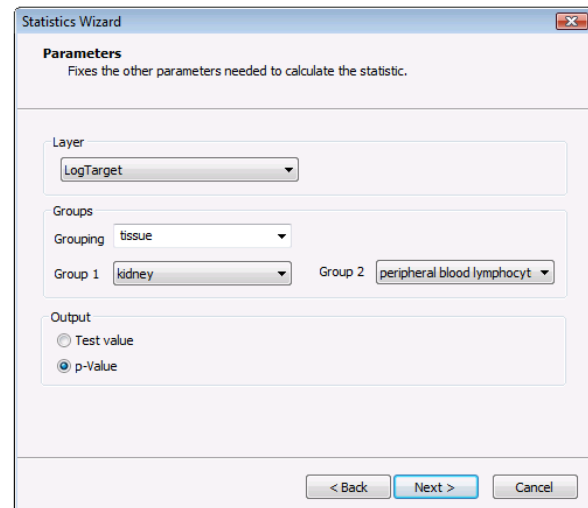 Statistics Wizard
Parameters
Fixes the other parameters needed to calculate the statistic.
Layer
LogTarget
Groups
Grouping tissue
Group 1 kidney Group 2 peripheral blood lymphocyt
Output
Test value
p-Value
< Back Next > Cancel